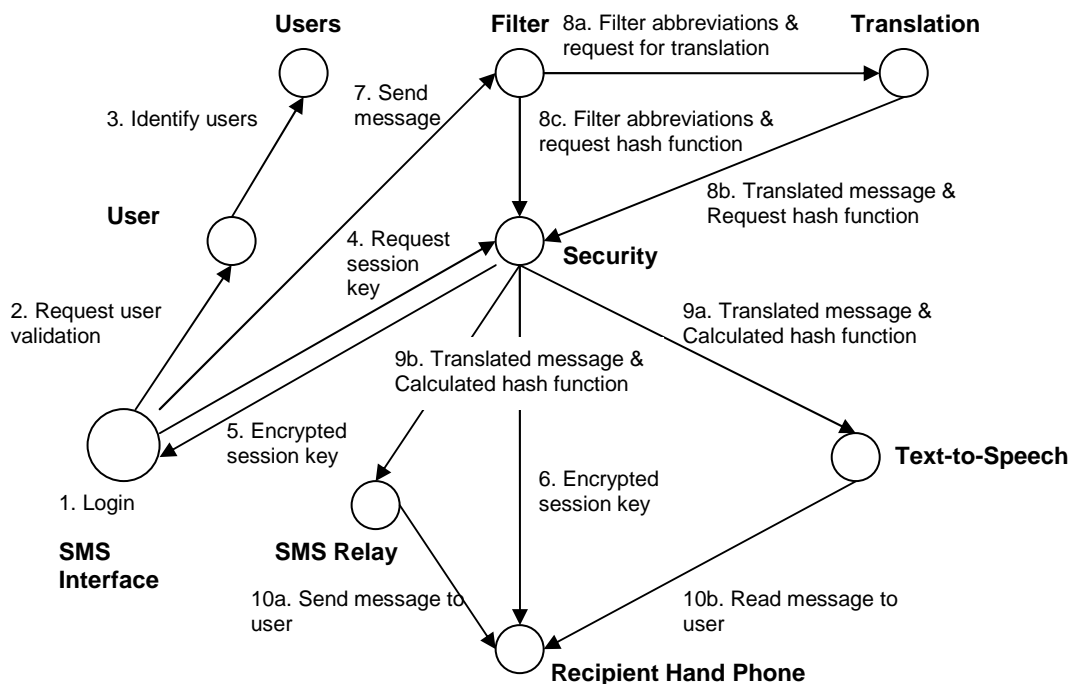 Users
Filter
8a. Filter abbreviations &
request for translation
Translation
3. Identify users
7. Send
message
8c. Filter abbreviations &
request hash function
User
8b. Translated message &
Request hash function
4. Request
session
key
Security
2. Request user
validation
9a. Translated message &
Calculated hash function
9b. Translated message &
Calculated hash function
5. Encrypted
session key
Text-to-Speech
6. Encrypted
session key
1. Login
SMS
Interface
SMS Relay
10a. Send message to
user
10b. Read message to
user
Recipient Hand Phone